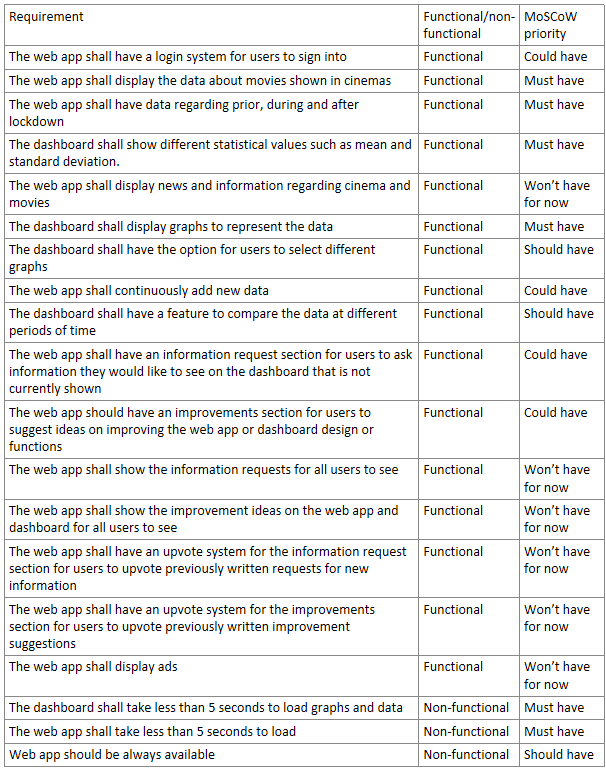 Requirement Functional/non- MoSCoW
functional priority
The web app shall have a login system for users to sign into Functional Could have
The web app shall display the data about movies shown in cinemas Functional Must have
The web app shall have data regarding prior, during and after Functional Must have
lockdown
The dashboard shall show different statistical values such as mean and Functional Must have
standard deviation.
The web app shall display news and information regarding cinema and Functional Won’t have
movies for now
The dashboard shall display graphs to represent the data Functional Must have
The dashboard shall have the option for users to select different Functional Should have
graphs
The web app shall continuously add new data Functional Could have
The dashboard shall have a feature to compare the data at different Functional Should have
periods of time
The web app shall have an information request section for users to ask Functional Could have
information they would like to see on the dashboard that is not
currently shown
The web app should have an improvements section for users to Functional Could have
suggest ideas on improving the web app or dashboard design or
functions
The web app shall show the information requests for all users to see Functional Won’t have
for now
The web app shall show the improvement ideas on the web app and Functional Won’t have
dashboard for all users to see for now
The web app shall have an upvote system for the information request Functional Won’t have
section for users to upvote previously written requests for new for now
information
The web app shall have an upvote system for the improvements Functional Won’t have
section for users to upvote previously written improvement for now
suggestions
The web app shall display ads Functional Won’t have
for now
The dashboard shall take less than 5 seconds to load graphs and data Non-functional Must have
The web app shall take less than 5 seconds to load Non-functional Must have
Web app should be always available Non-functional Should have